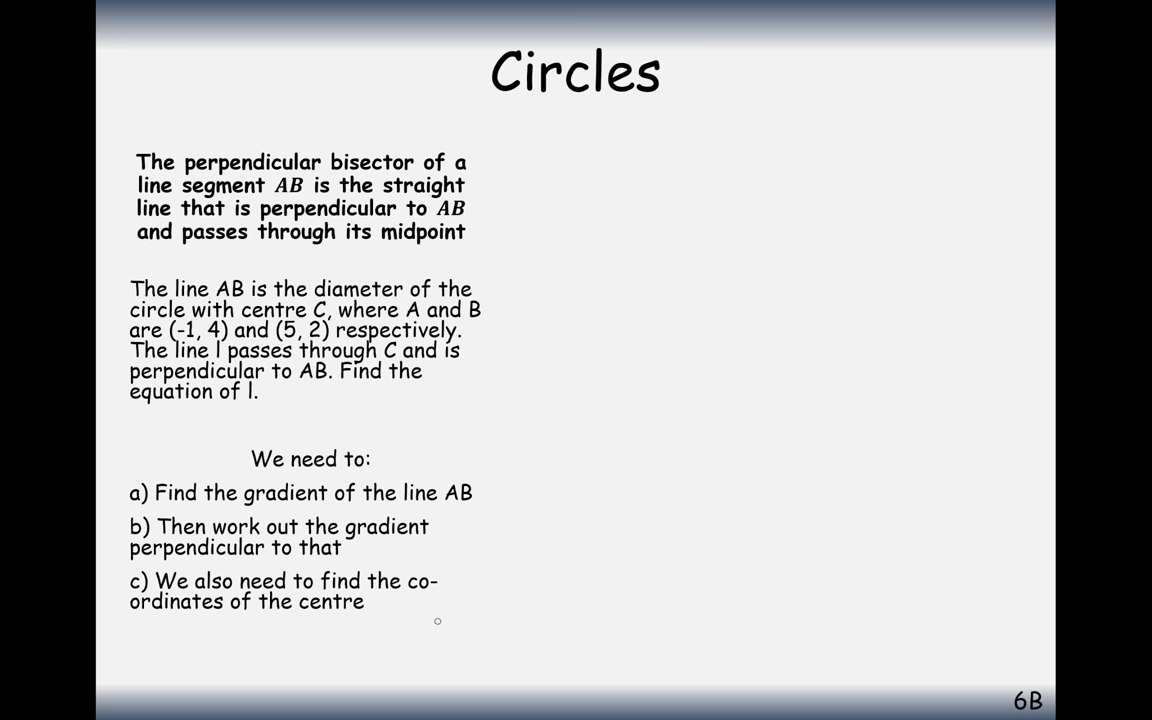 Circles
The perpendicular bisector of a
line segment AB is the straight
line that is perpendicular to AB
and passes through its midpoint
The line AB is the diameter of the
circle with centre C, where A and B
are (-1, 4) and (5, 2) respectively.
The line l passes through C and is
perpendicular to AB. Find the
equation of l.
We need to:
a) Find the gradient of the line AB
b) Then work out the gradient
perpendicular to that
c) We also need to find the co-
ordinates of the centre
6B